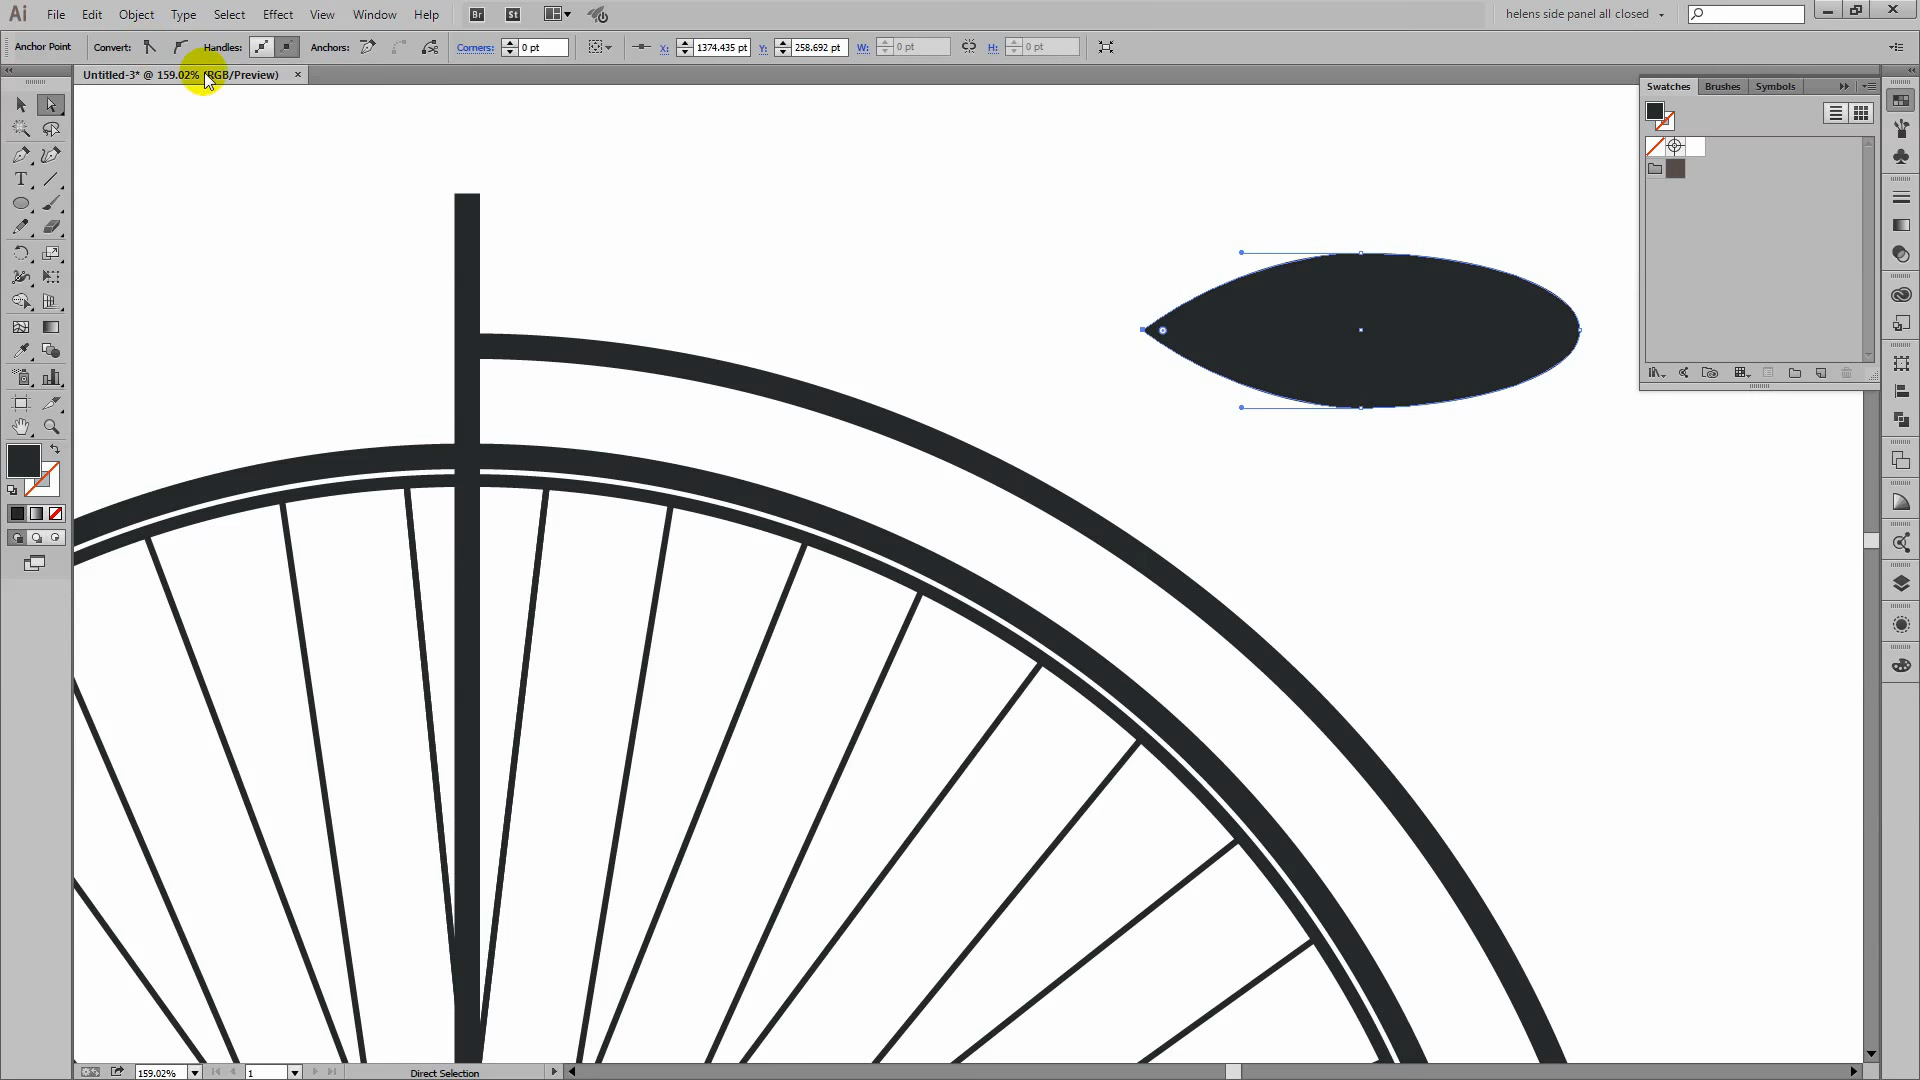 Ai File Edit Object Type Select Effect View Window Help Br St helens side panel all closed
Anchor Point Convert: Handles: Anchors: Corners: 0 pt X: 1374.435 pt Y: 258.692 pt W: 0 pt H: 0 pt
Untitled-3* @ 159.02% (RGB/Preview) ×
Swatches Brushes Symbols
T
159.02% 1 Direct Selection